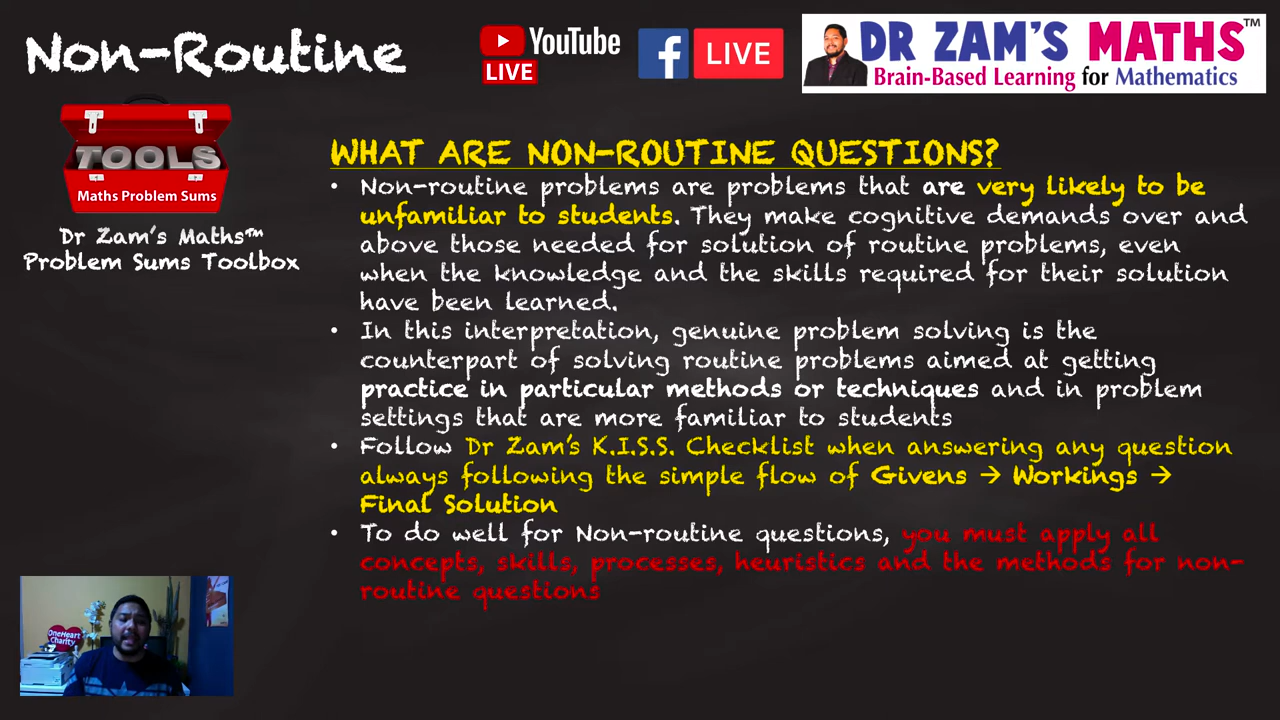 Non-Routine
YouTube
LIVE
f
LIVE
DR ZAM'S MATHS™
Brain-Based Learning for Mathematics
TOOLS
Maths Problem Sums
Dr Zam's Maths™
Problem Sums Toolbox
WHAT ARE NON-ROUTINE QUESTIONS?
• Non-routine problems are problems that are very likely to be
unfamiliar to students. They make cognitive demands over and
above those needed for solution of routine problems, even
when the knowledge and the skills required for their solution
have been learned.
• In this interpretation, genuine problem solving is the
counterpart of solving routine problems aimed at getting
practice in particular methods or techniques and in problem
settings that are more familiar to students
• Follow Dr Zam's K.I.S.S. Checklist when answering any question
always following the simple flow of Givens → Workings →
Final Solution
• To do well for Non-routine questions, you must apply all
concepts, skills, processes, heuristics and the methods for non-
routine questions
OneHeart
Charity